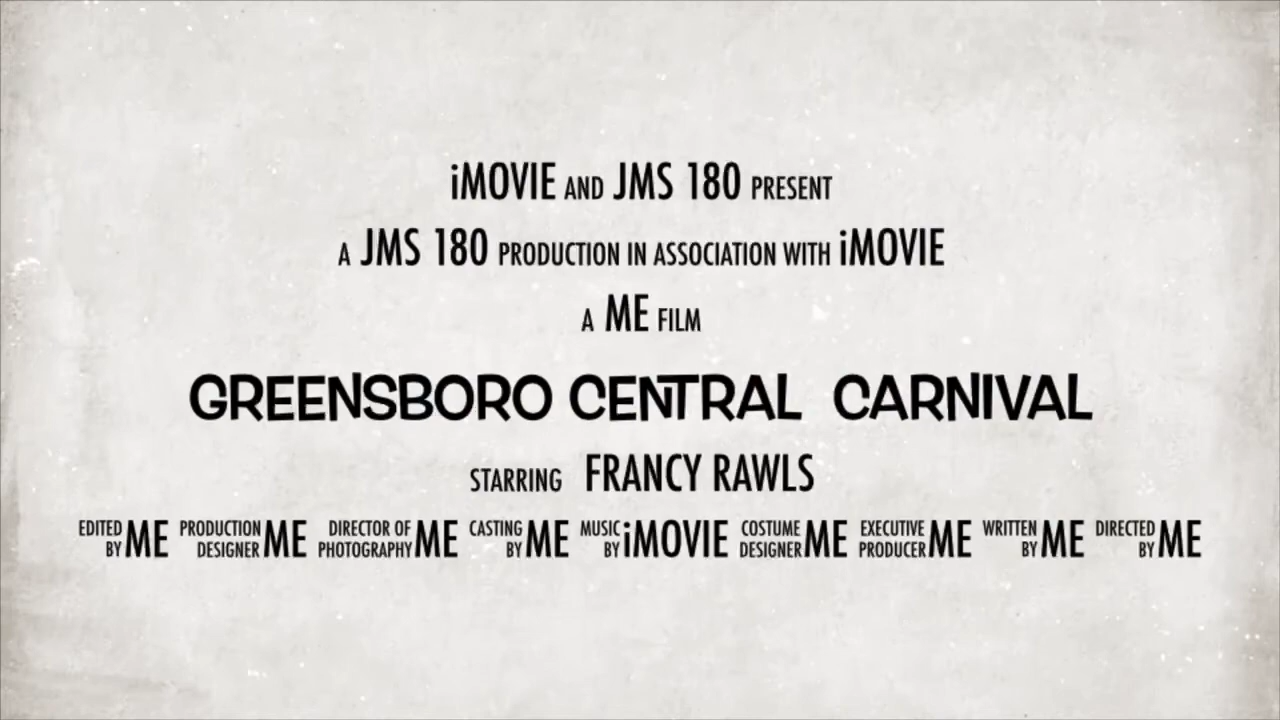 iMOVIE AND JMS 180 PRESENT
A JMS 180 PRODUCTION IN ASSOCIATION WITH iMOVIE
A ME FILM
GREENSBORO CENTRAL CARNIVAL
STARRING FRANCY RAWLS
EDITED BY ME PRODUCTION DESIGNER ME DIRECTOR OF PHOTOGRAPHY ME CASTING BY ME MUSIC BY iMOVIE COSTUME DESIGNER ME EXECUTIVE PRODUCER ME WRITTEN BY ME DIRECTED BY ME